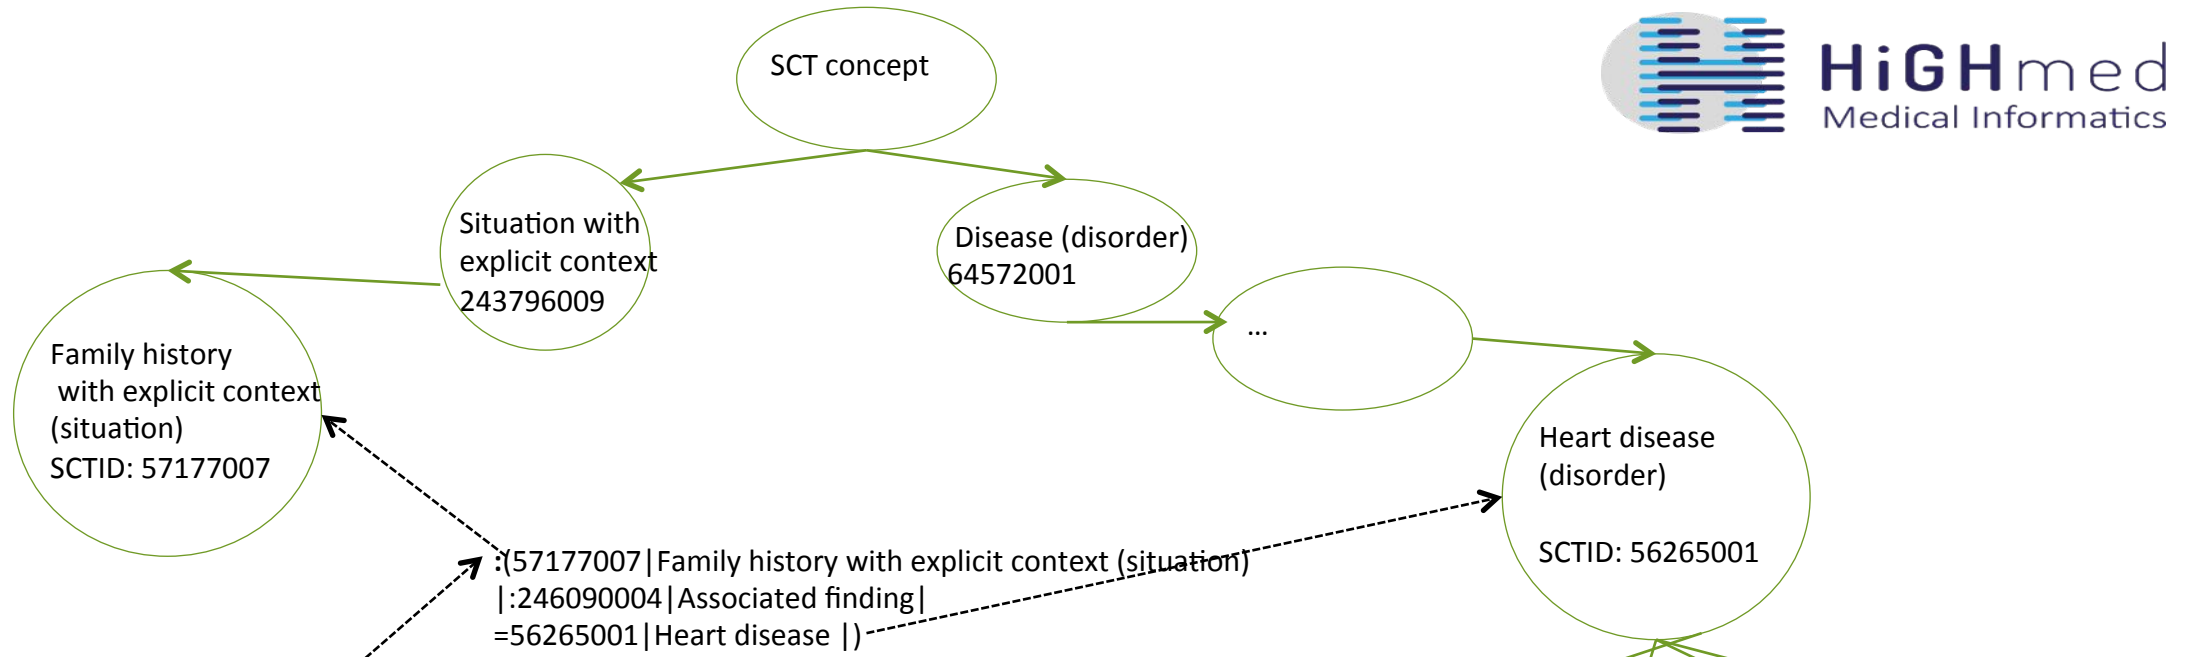 SCT concept
HiGHmed
Medical Informatics
Situation with
explicit context
243796009
Disease (disorder)
64572001
...
Family history
with explicit context
(situation)
SCTID: 57177007
Heart disease
(disorder)
SCTID: 56265001
:(57177007|Family history with explicit context (situation)
|:246090004|Associated finding|
=56265001|Heart disease |)